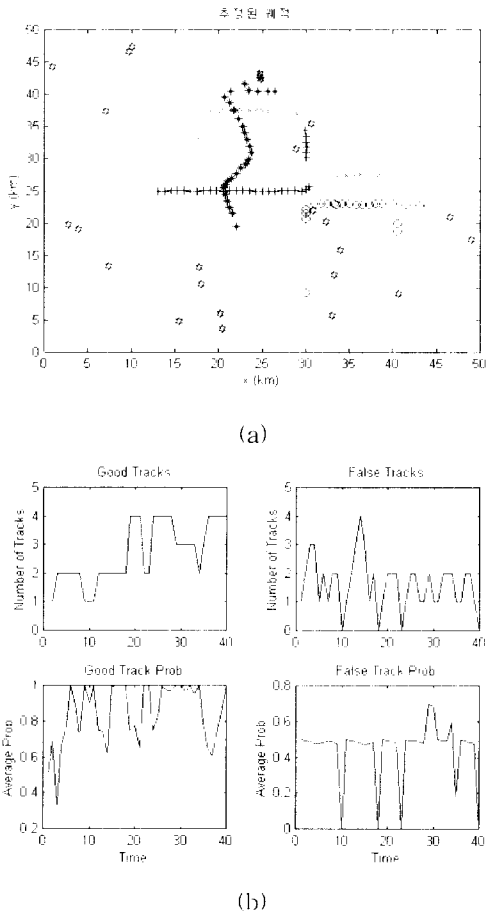 추정된 궤적
50
45
40
35
30
25
20
15
10
5
0
Y (km)
0 5 10 15 20 25 30 35 40 45 50
x (km)
(a)
Good Tracks
5
4
3
2
1
0
Number of Tracks
0 10 20 30 40
False Tracks
5
4
3
2
1
0
Number of Tracks
0 10 20 30 40
Good Track Prob
1
0.8
0.6
0.4
0.2
Average Prob
0 10 20 30 40
Time
False Track Prob
0.8
0.6
0.4
0.2
0
Average Prob
0 10 20 30 40
Time
(b)